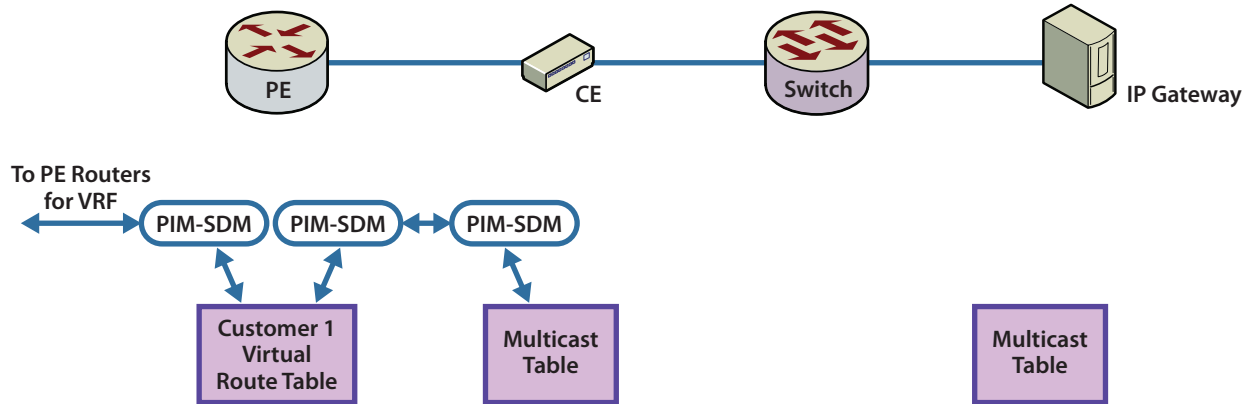 PE
CE
Switch
IP Gateway
To PE Routers
for VRF
PIM-SDM
PIM-SDM
PIM-SDM
Customer 1
Virtual
Route Table
Multicast
Table
Multicast
Table